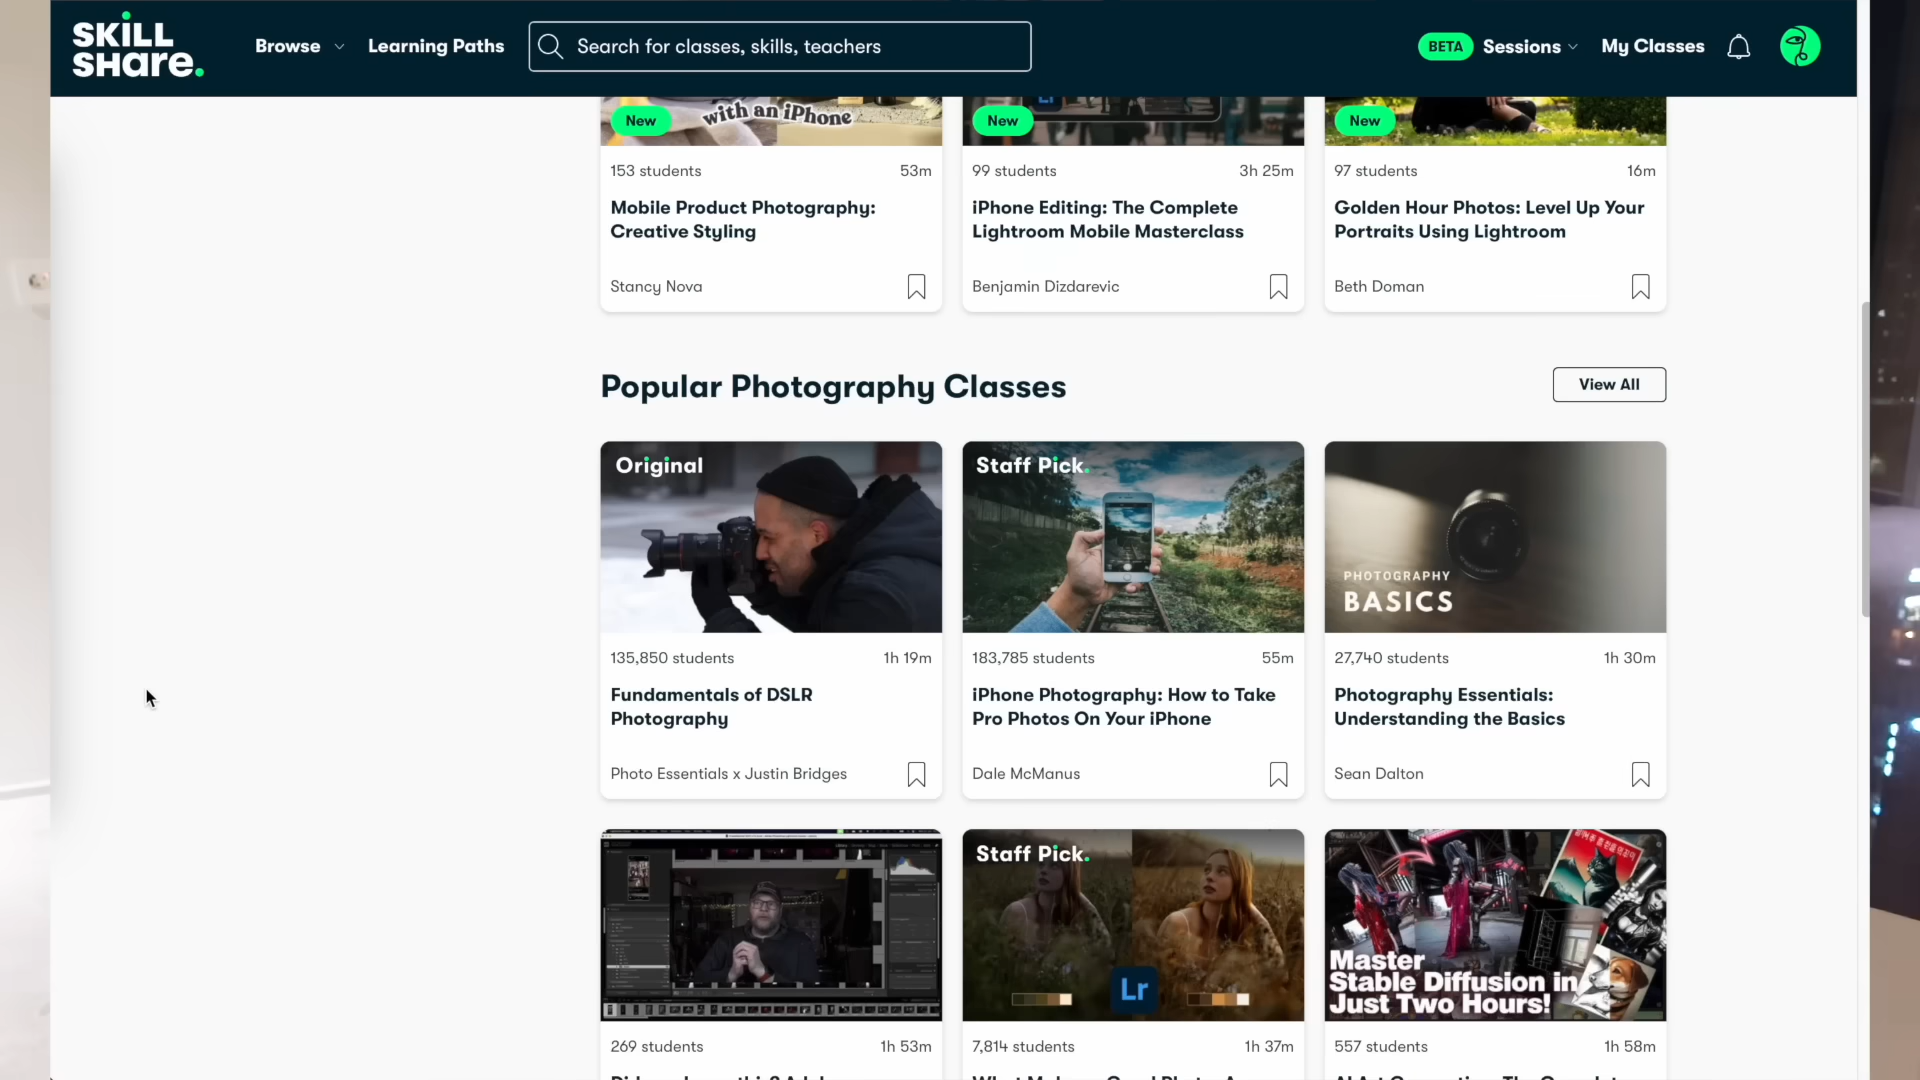 SKILL
SHare.
Browse
Learning Paths
Search for classes, skills, teachers
BETA
Sessions
My Classes
with an iPhone
New
New
New
153 students
53m
99 students
3h 25m
97 students
16m
Mobile Product Photography:
Creative Styling
iPhone Editing: The Complete
Lightroom Mobile Masterclass
Golden Hour Photos: Level Up Your
Portraits Using Lightroom
Stancy Nova
Benjamin Dizdarevic
Beth Doman
Popular Photography Classes
View All
Original
Staff Pick.
PHOTOGRAPHY
BASICS
135,850 students
1h 19m
183,785 students
55m
27,740 students
1h 30m
Fundamentals of DSLR
Photography
iPhone Photography: How to Take
Pro Photos On Your iPhone
Photography Essentials:
Understanding the Basics
Photo Essentials x Justin Bridges
Dale McManus
Sean Dalton
Staff Pick.
Lr
Master
Stable Diffusion in
Just Two Hours!
269 students
1h 53m
7,814 students
1h 37m
557 students
1h 58m